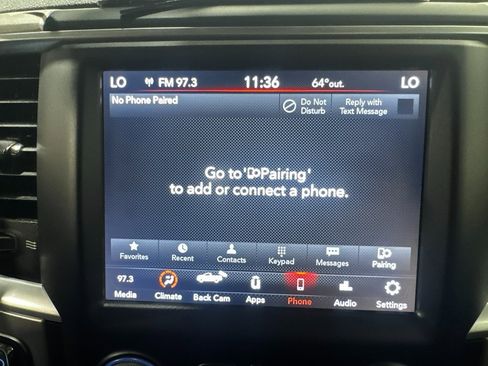 LO FM 97.3 11:36 64°out. LO
No Phone Paired Do Not Disturb Reply with Text Message
Go to 'Pairing'
to add or connect a phone.
Favorites Recent Contacts Keypad Messages Pairing
97.3
Media Climate Back Cam Apps Phone Audio Settings